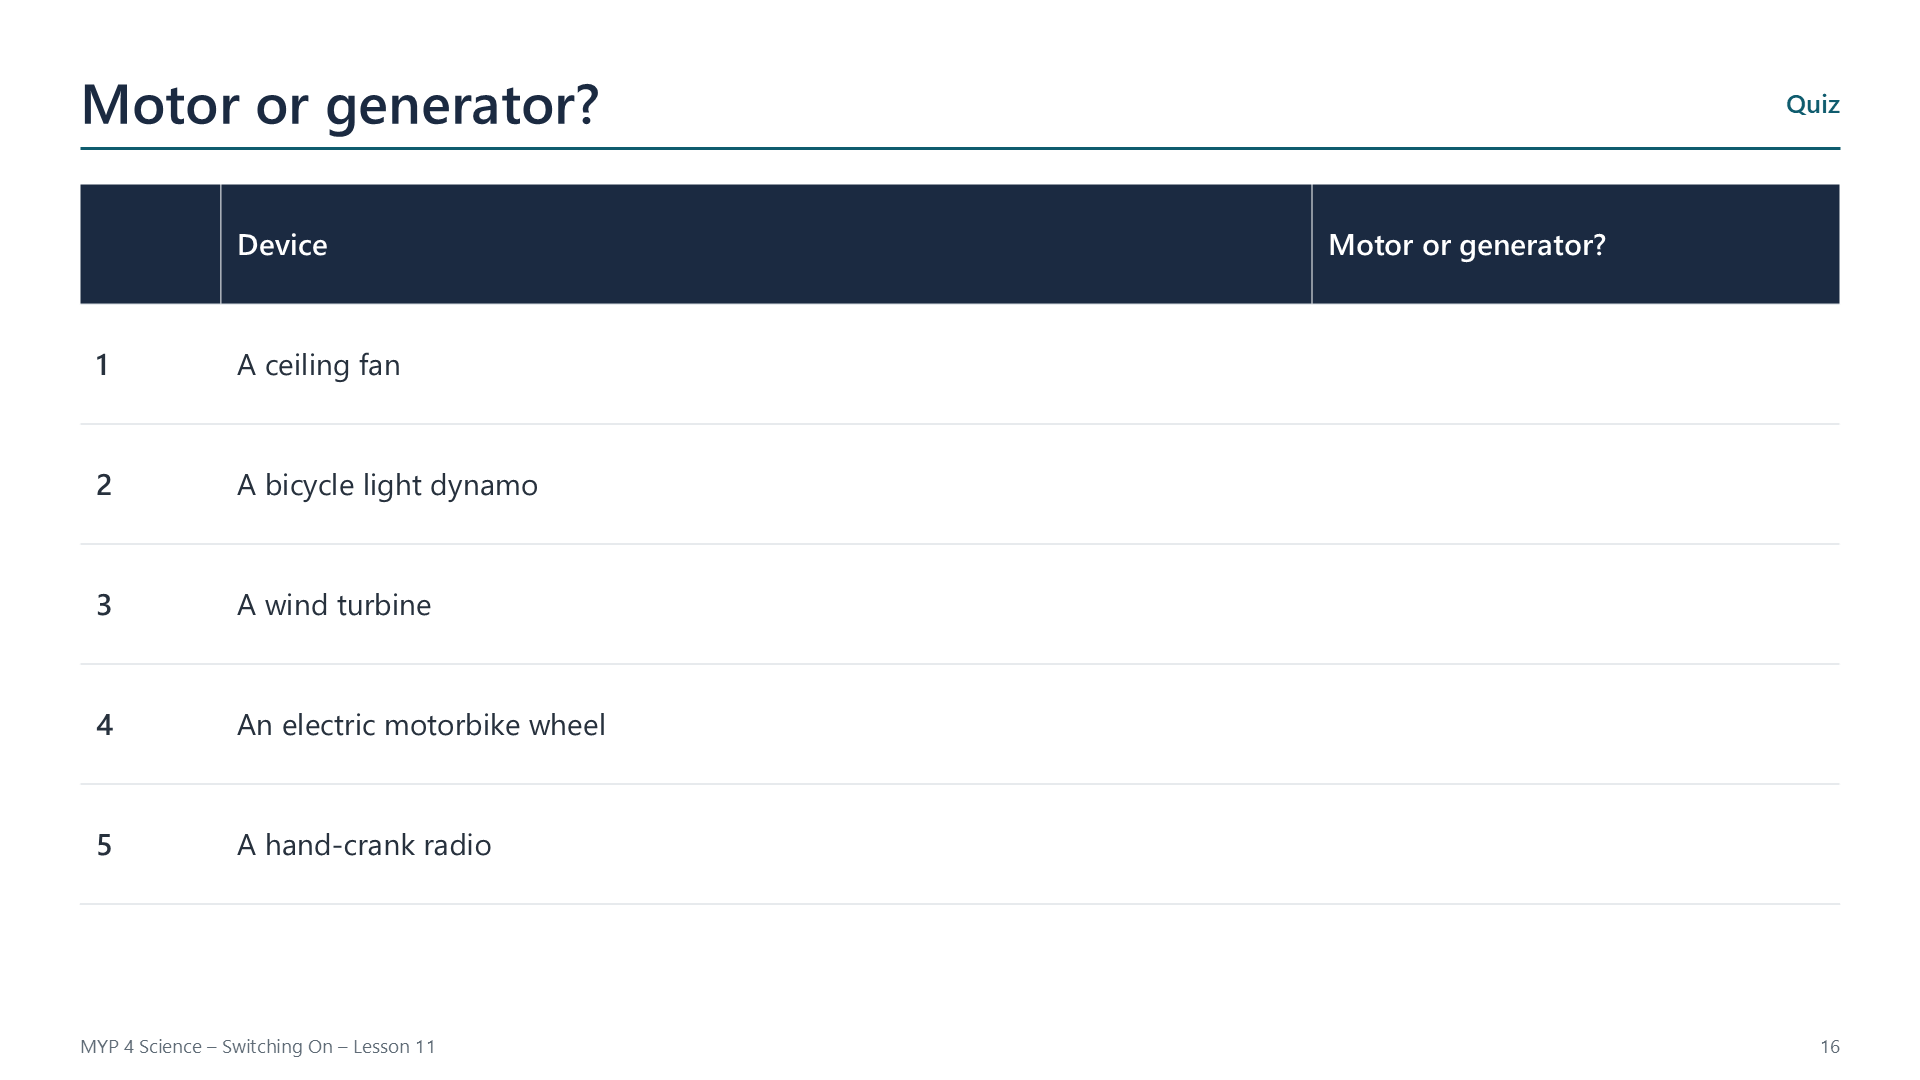 Motor or generator?
Quiz
Device
Motor or generator?
1
A ceiling fan
2
A bicycle light dynamo
3
A wind turbine
4
An electric motorbike wheel
5
A hand-crank radio
MYP 4 Science – Switching On – Lesson 11
16